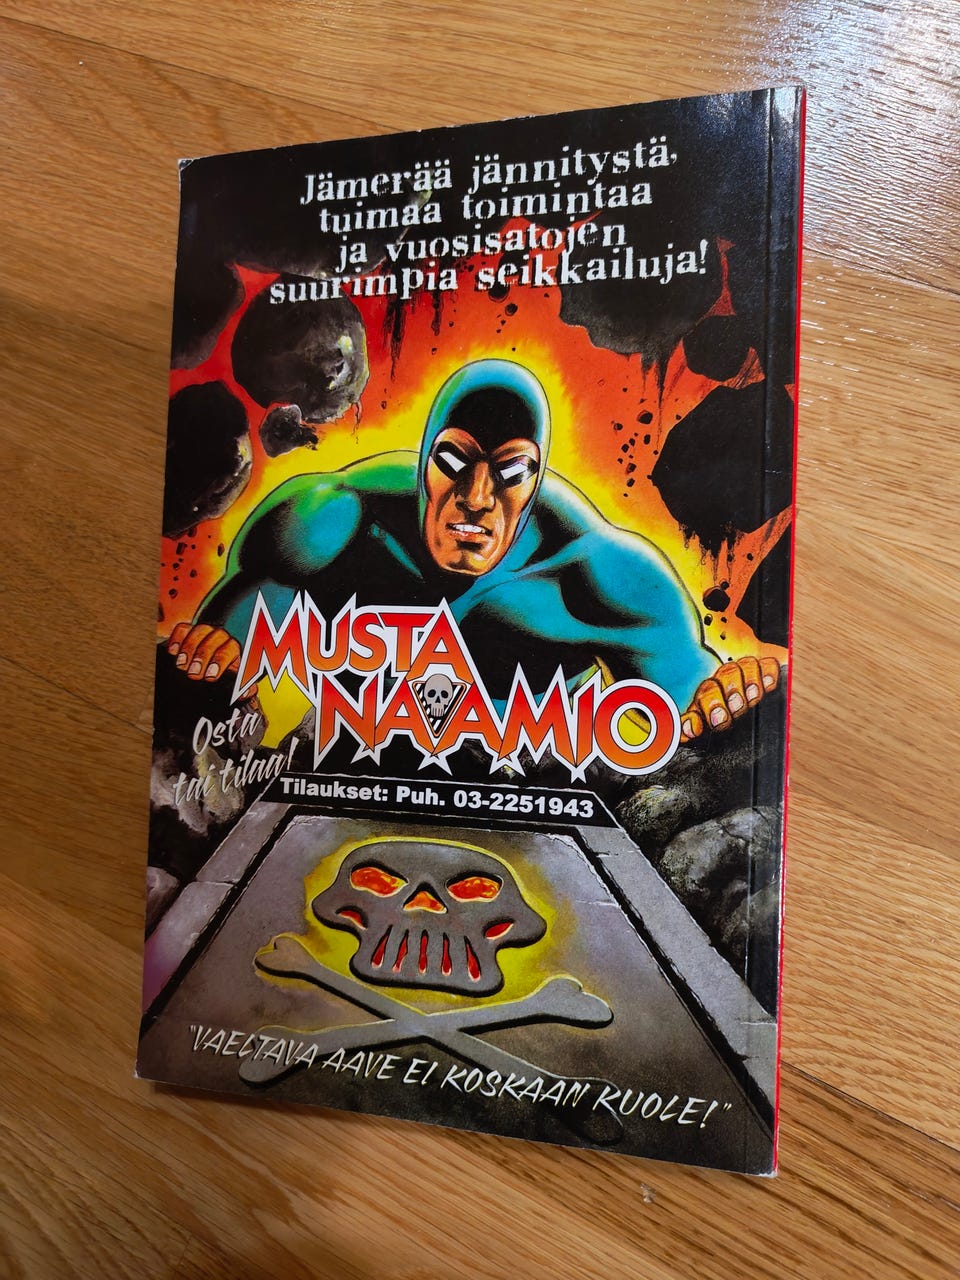 Jämerää jännitystä,
tuimaa toimintaa
ja vuosisatojen
suurimpia seikkailuja!
MUSTA
NAAMIO
Osta
tai tilaa!
Tilaukset: Puh. 03-2251943
"VAELTAVA AAVE EI KOSKAAN KUOLE!"